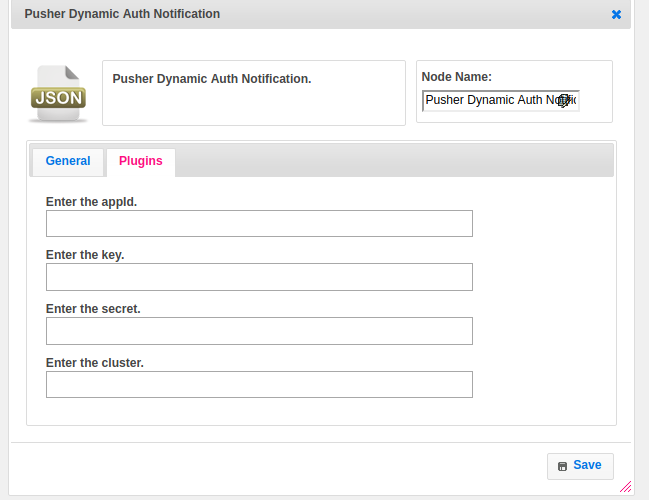 Pusher Dynamic Auth Notification
JSON
Pusher Dynamic Auth Notification.
Node Name:
Pusher Dynamic Auth
General
Plugins
Enter the appId.
Enter the key.
Enter the secret.
Enter the cluster.
Save